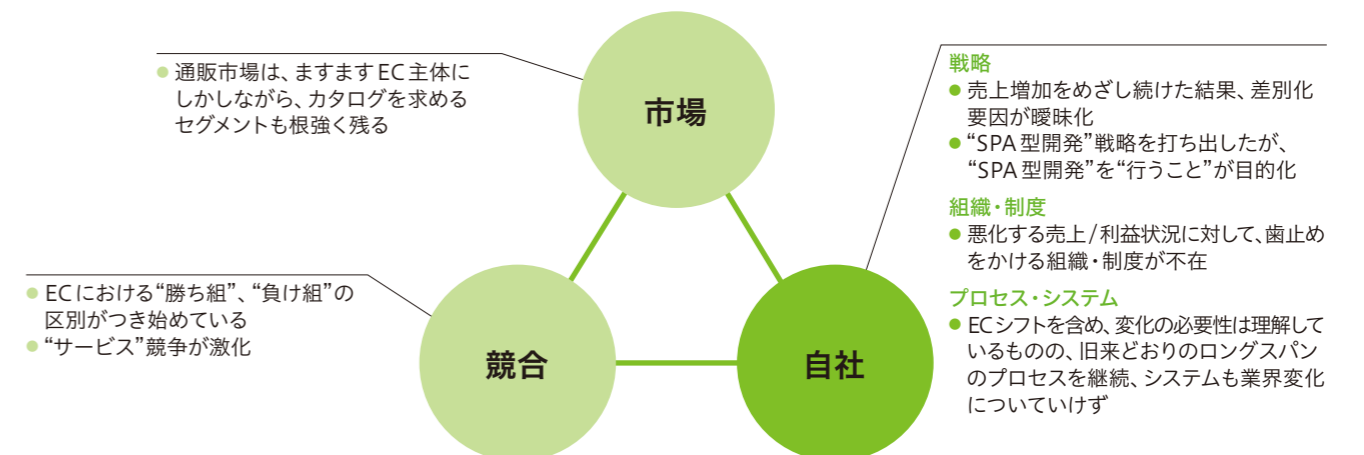 市場
● 通販市場は、ますますEC主体に
しかしながら、カタログを求める
セグメントも根強く残る
競合
● ECにおける“勝ち組”、“負け組”の
区別がつき始めている
● “サービス”競争が激化
自社
戦略
● 売上増加をめざし続けた結果、差別化
要因が曖昧化
● “SPA型開発”戦略を打ち出したが、
“SPA型開発”を“行うこと”が目的化
組織・制度
● 悪化する売上/利益状況に対して、歯止め
をかける組織・制度が不在
プロセス・システム
● ECシフトを含め、変化の必要性は理解して
いるものの、旧来どおりのロングスパン
のプロセスを継続、システムも業界変化
についていけず